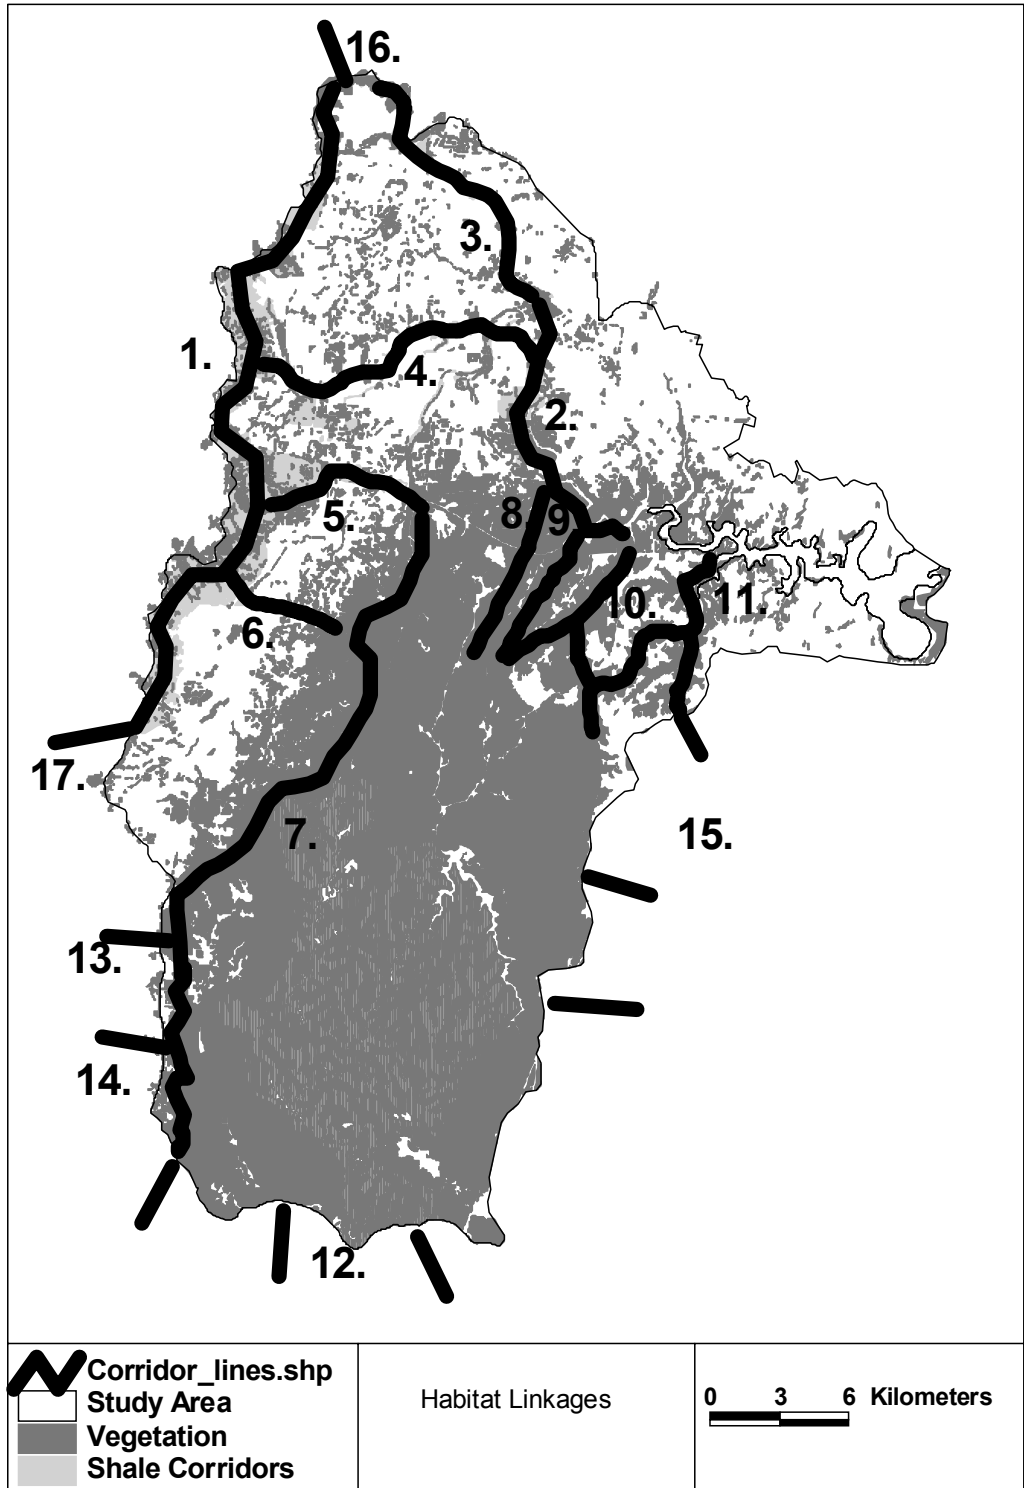 16.
3.
1.
4.
2.
5.
8.
9.
10.
11.
6.
17.
7.
15.
13.
14.
12.
Corridor_lines.shp
Study Area
Vegetation
Shale Corridors
Habitat Linkages
0 3 6 Kilometers